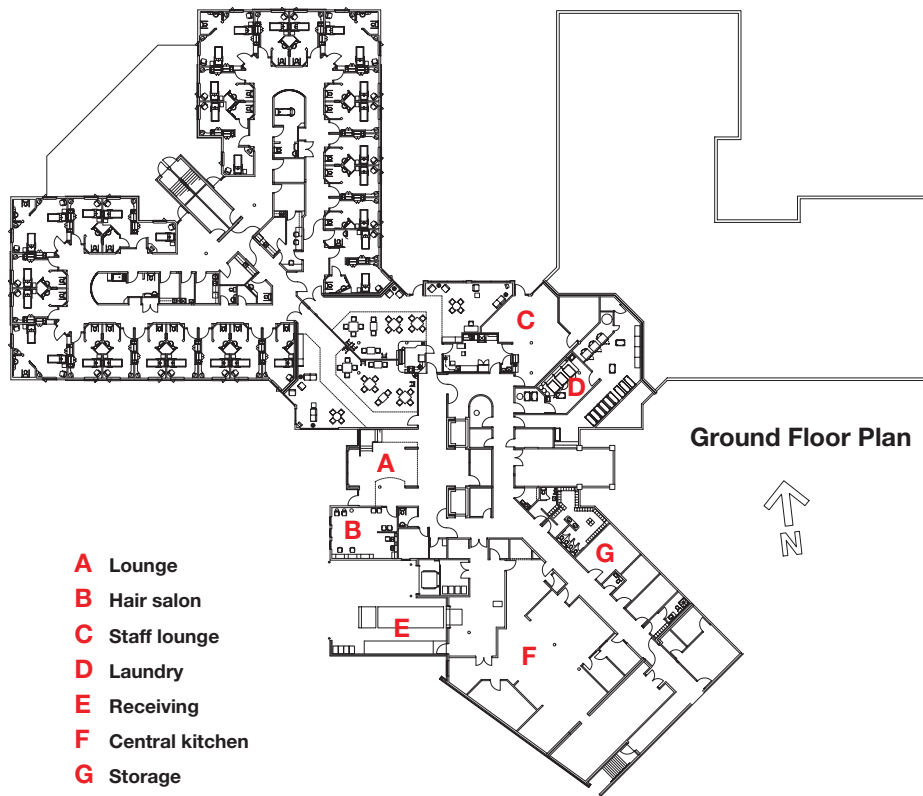 C
D
Ground Floor Plan
A
B
G
N
E
F
A Lounge
B Hair salon
C Staff lounge
D Laundry
E Receiving
F Central kitchen
G Storage